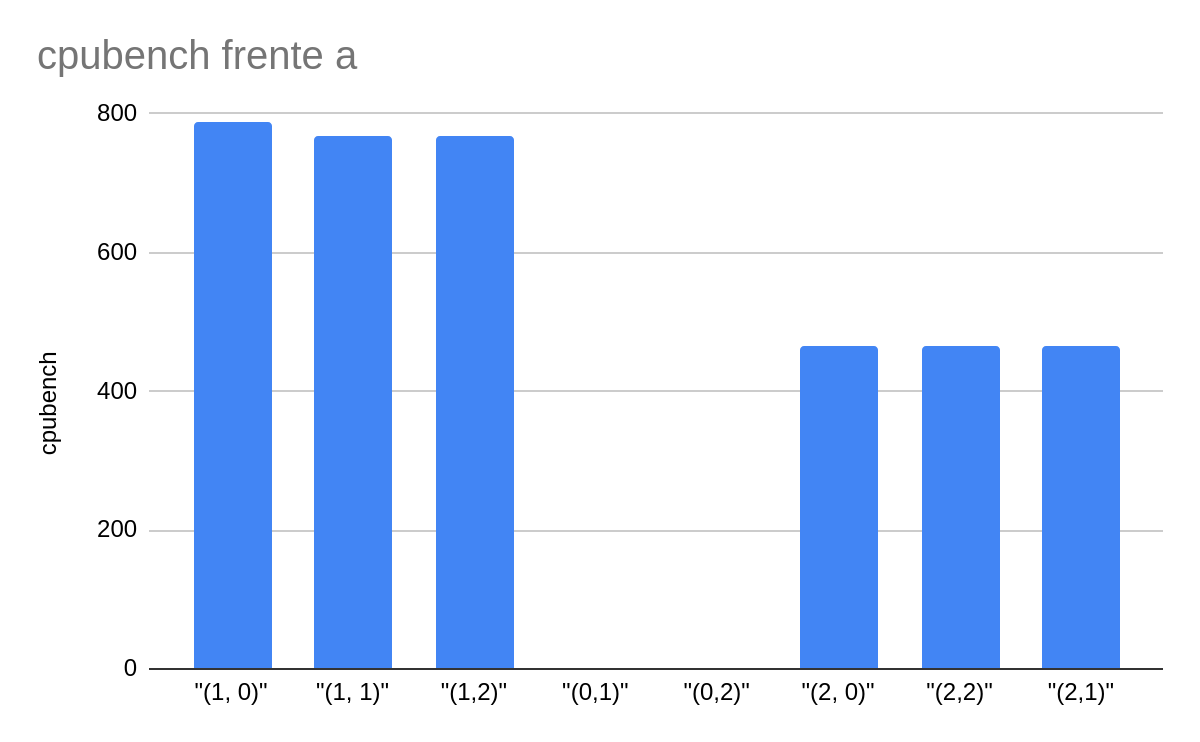 cpubench frente a
800
600
400
200
0
cpubench
"(1, 0)" "(1, 1)" "(1,2)" "(0,1)" "(0,2)" "(2, 0)" "(2,2)" "(2,1)"